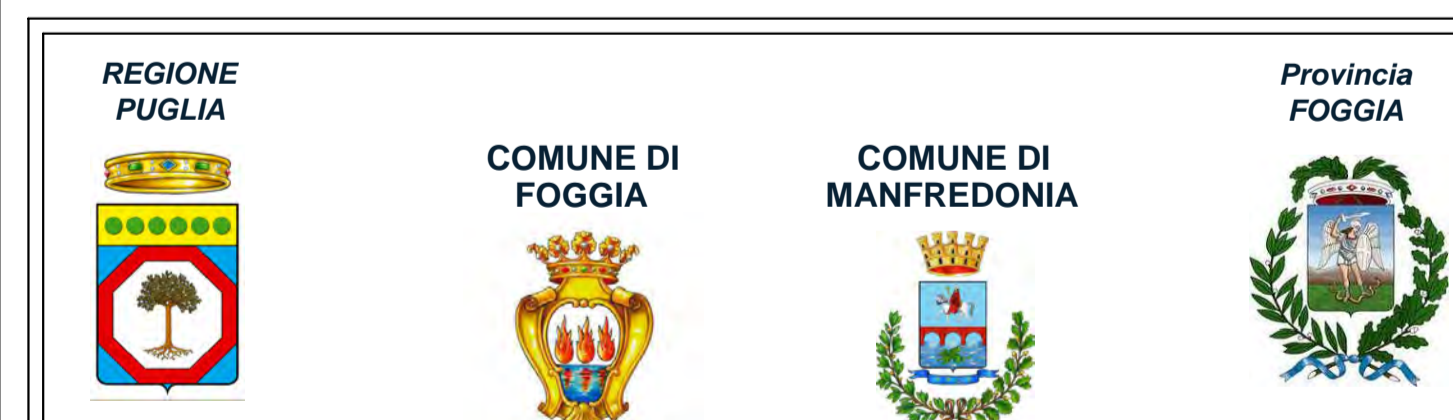 REGIONE
PUGLIA
COMUNE DI
FOGGIA
COMUNE DI
MANFREDONIA
Provincia
FOGGIA